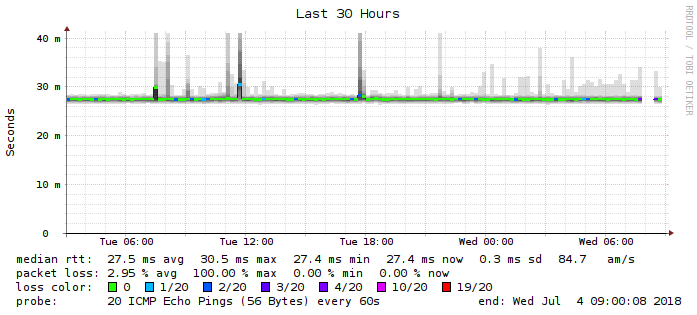 Last 30 Hours
RRDTOOL / TOBI OETIKER
Seconds
40 m
30 m
20 m
10 m
0
Tue 06:00 Tue 12:00 Tue 18:00 Wed 00:00 Wed 06:00
median rtt: 27.5 ms avg 30.5 ms max 27.4 ms min 27.4 ms now 0.3 ms sd 84.7 am/s
packet loss: 2.95 % avg 100.00 % max 0.00 % min 0.00 % now
loss color: 0 1/20 2/20 3/20 4/20 10/20 19/20
probe: 20 ICMP Echo Pings (56 Bytes) every 60s end: Wed Jul 4 09:00:08 2018